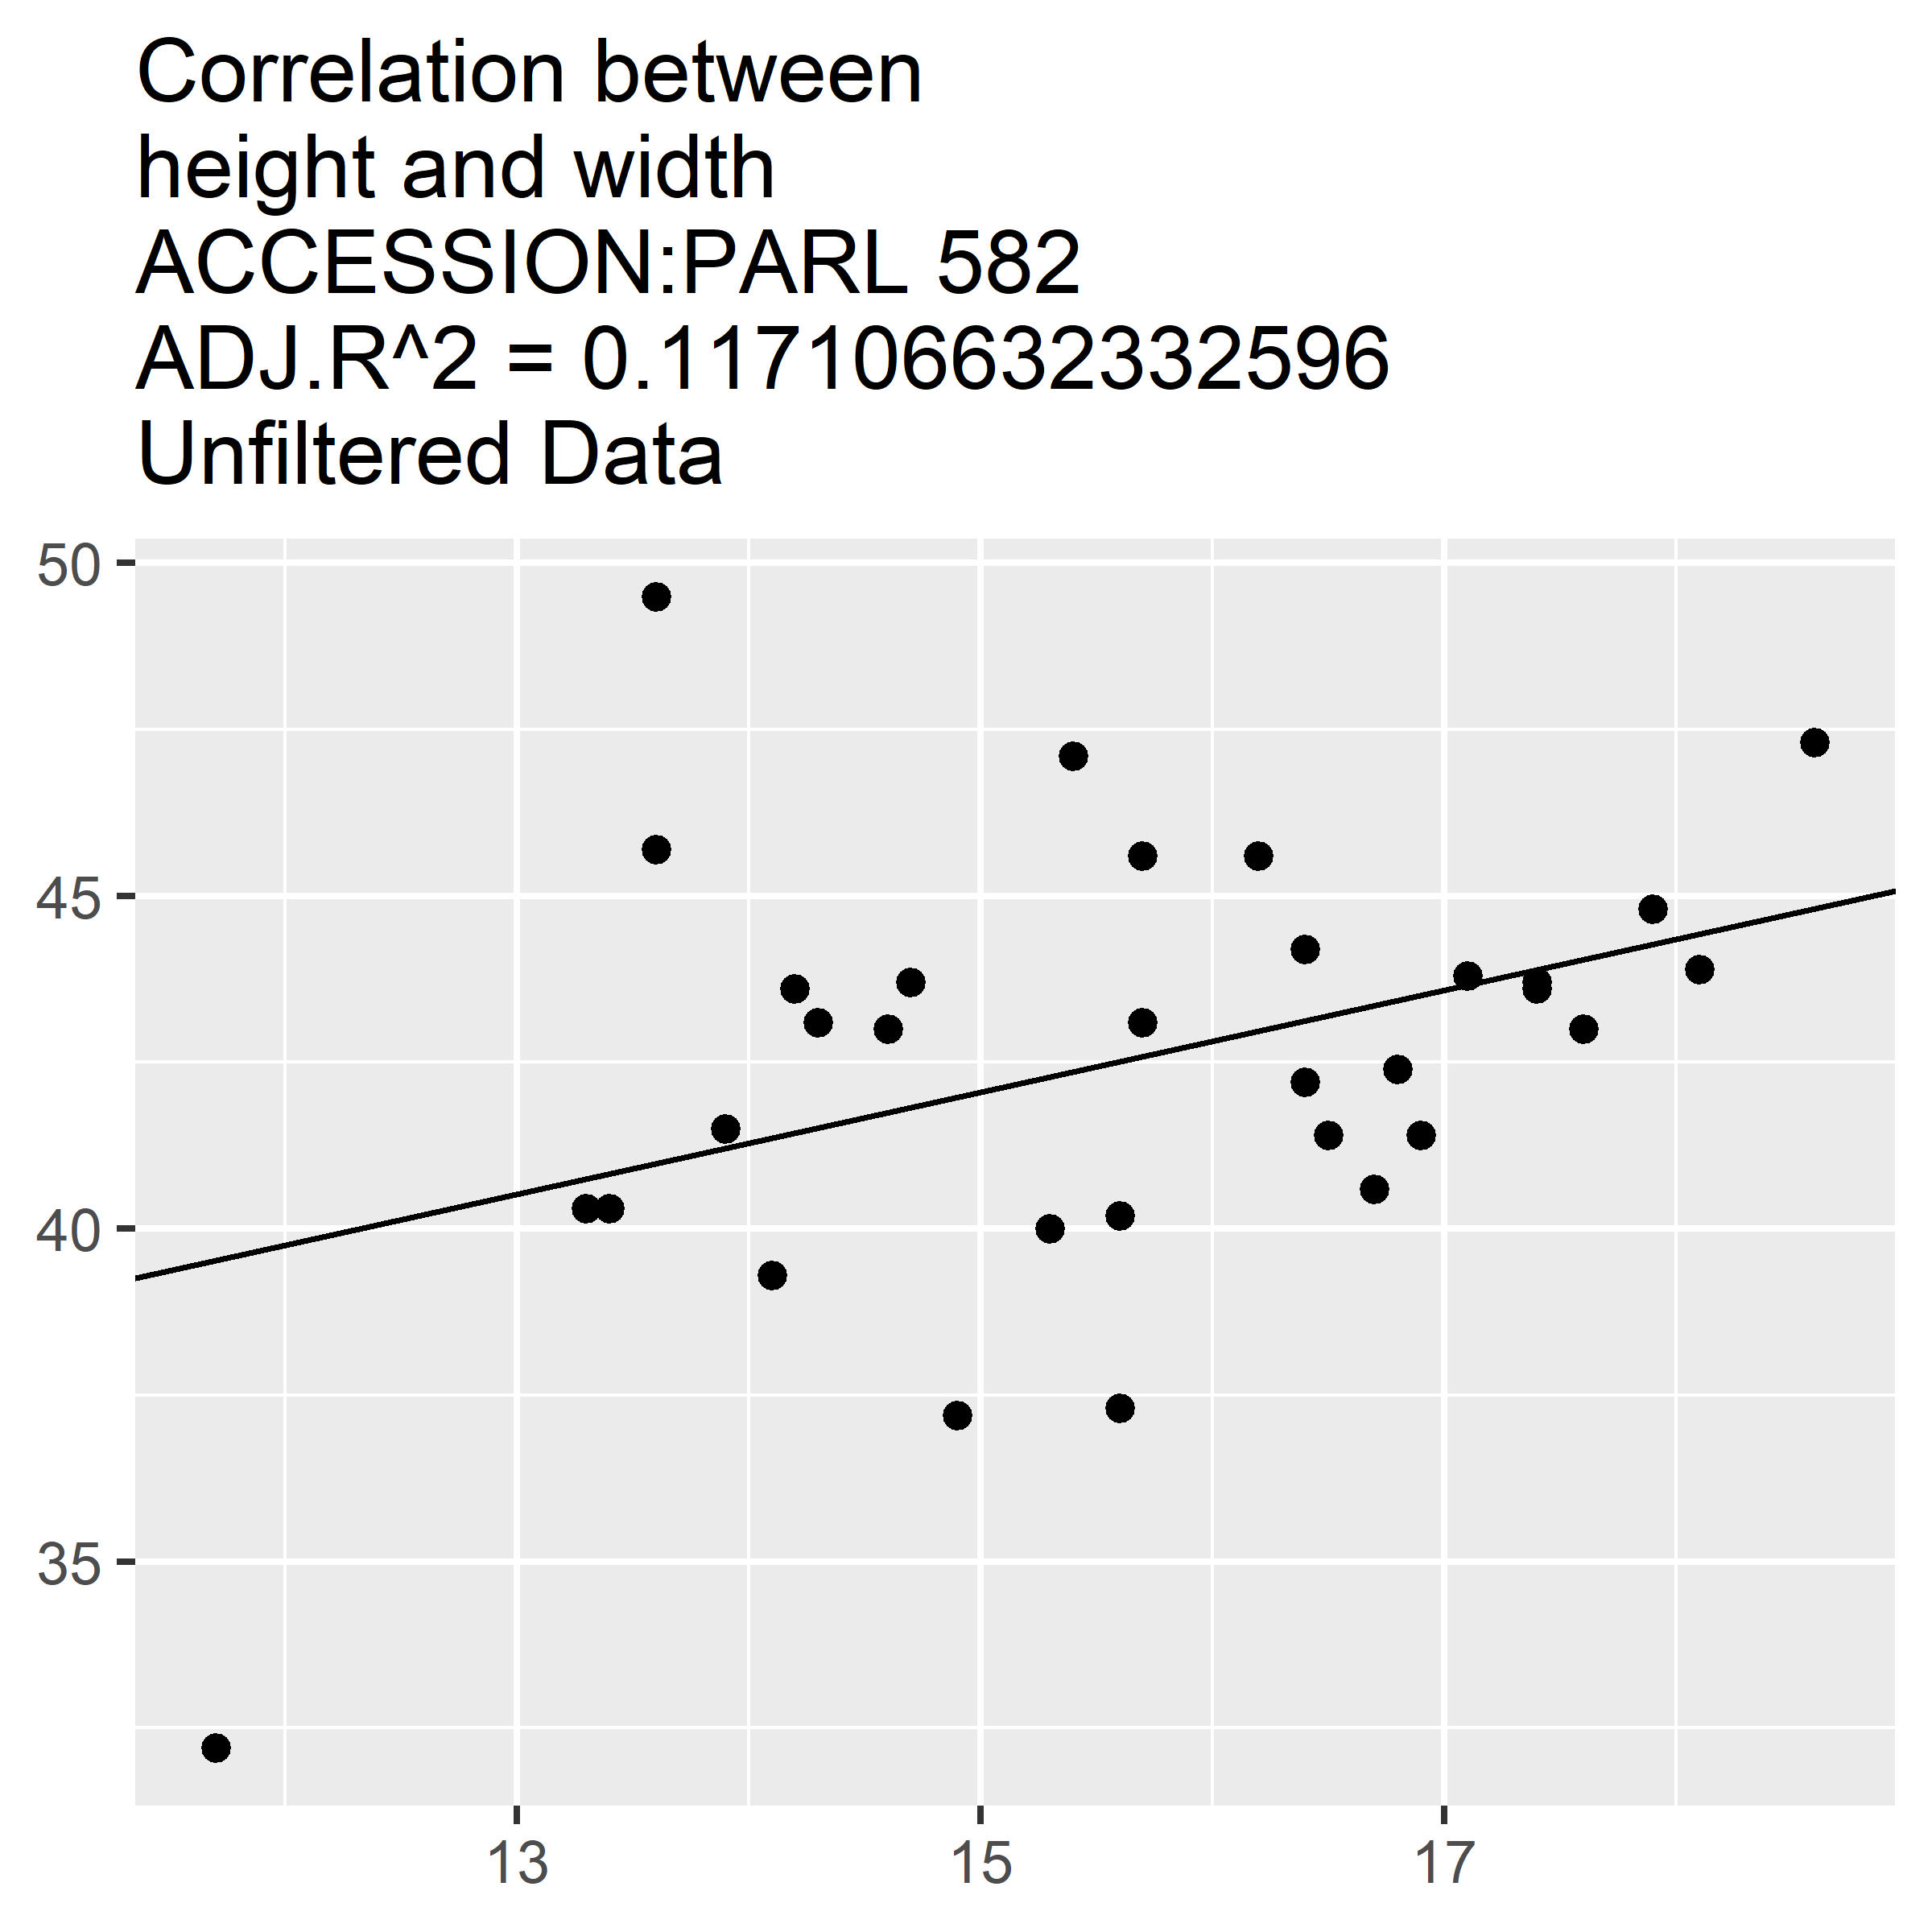 Correlation between
height and width
ACCESSION:PARL 582
ADJ.R^2 = 0.117106632332596
Unfiltered Data
50
45
40
35
13 15 17